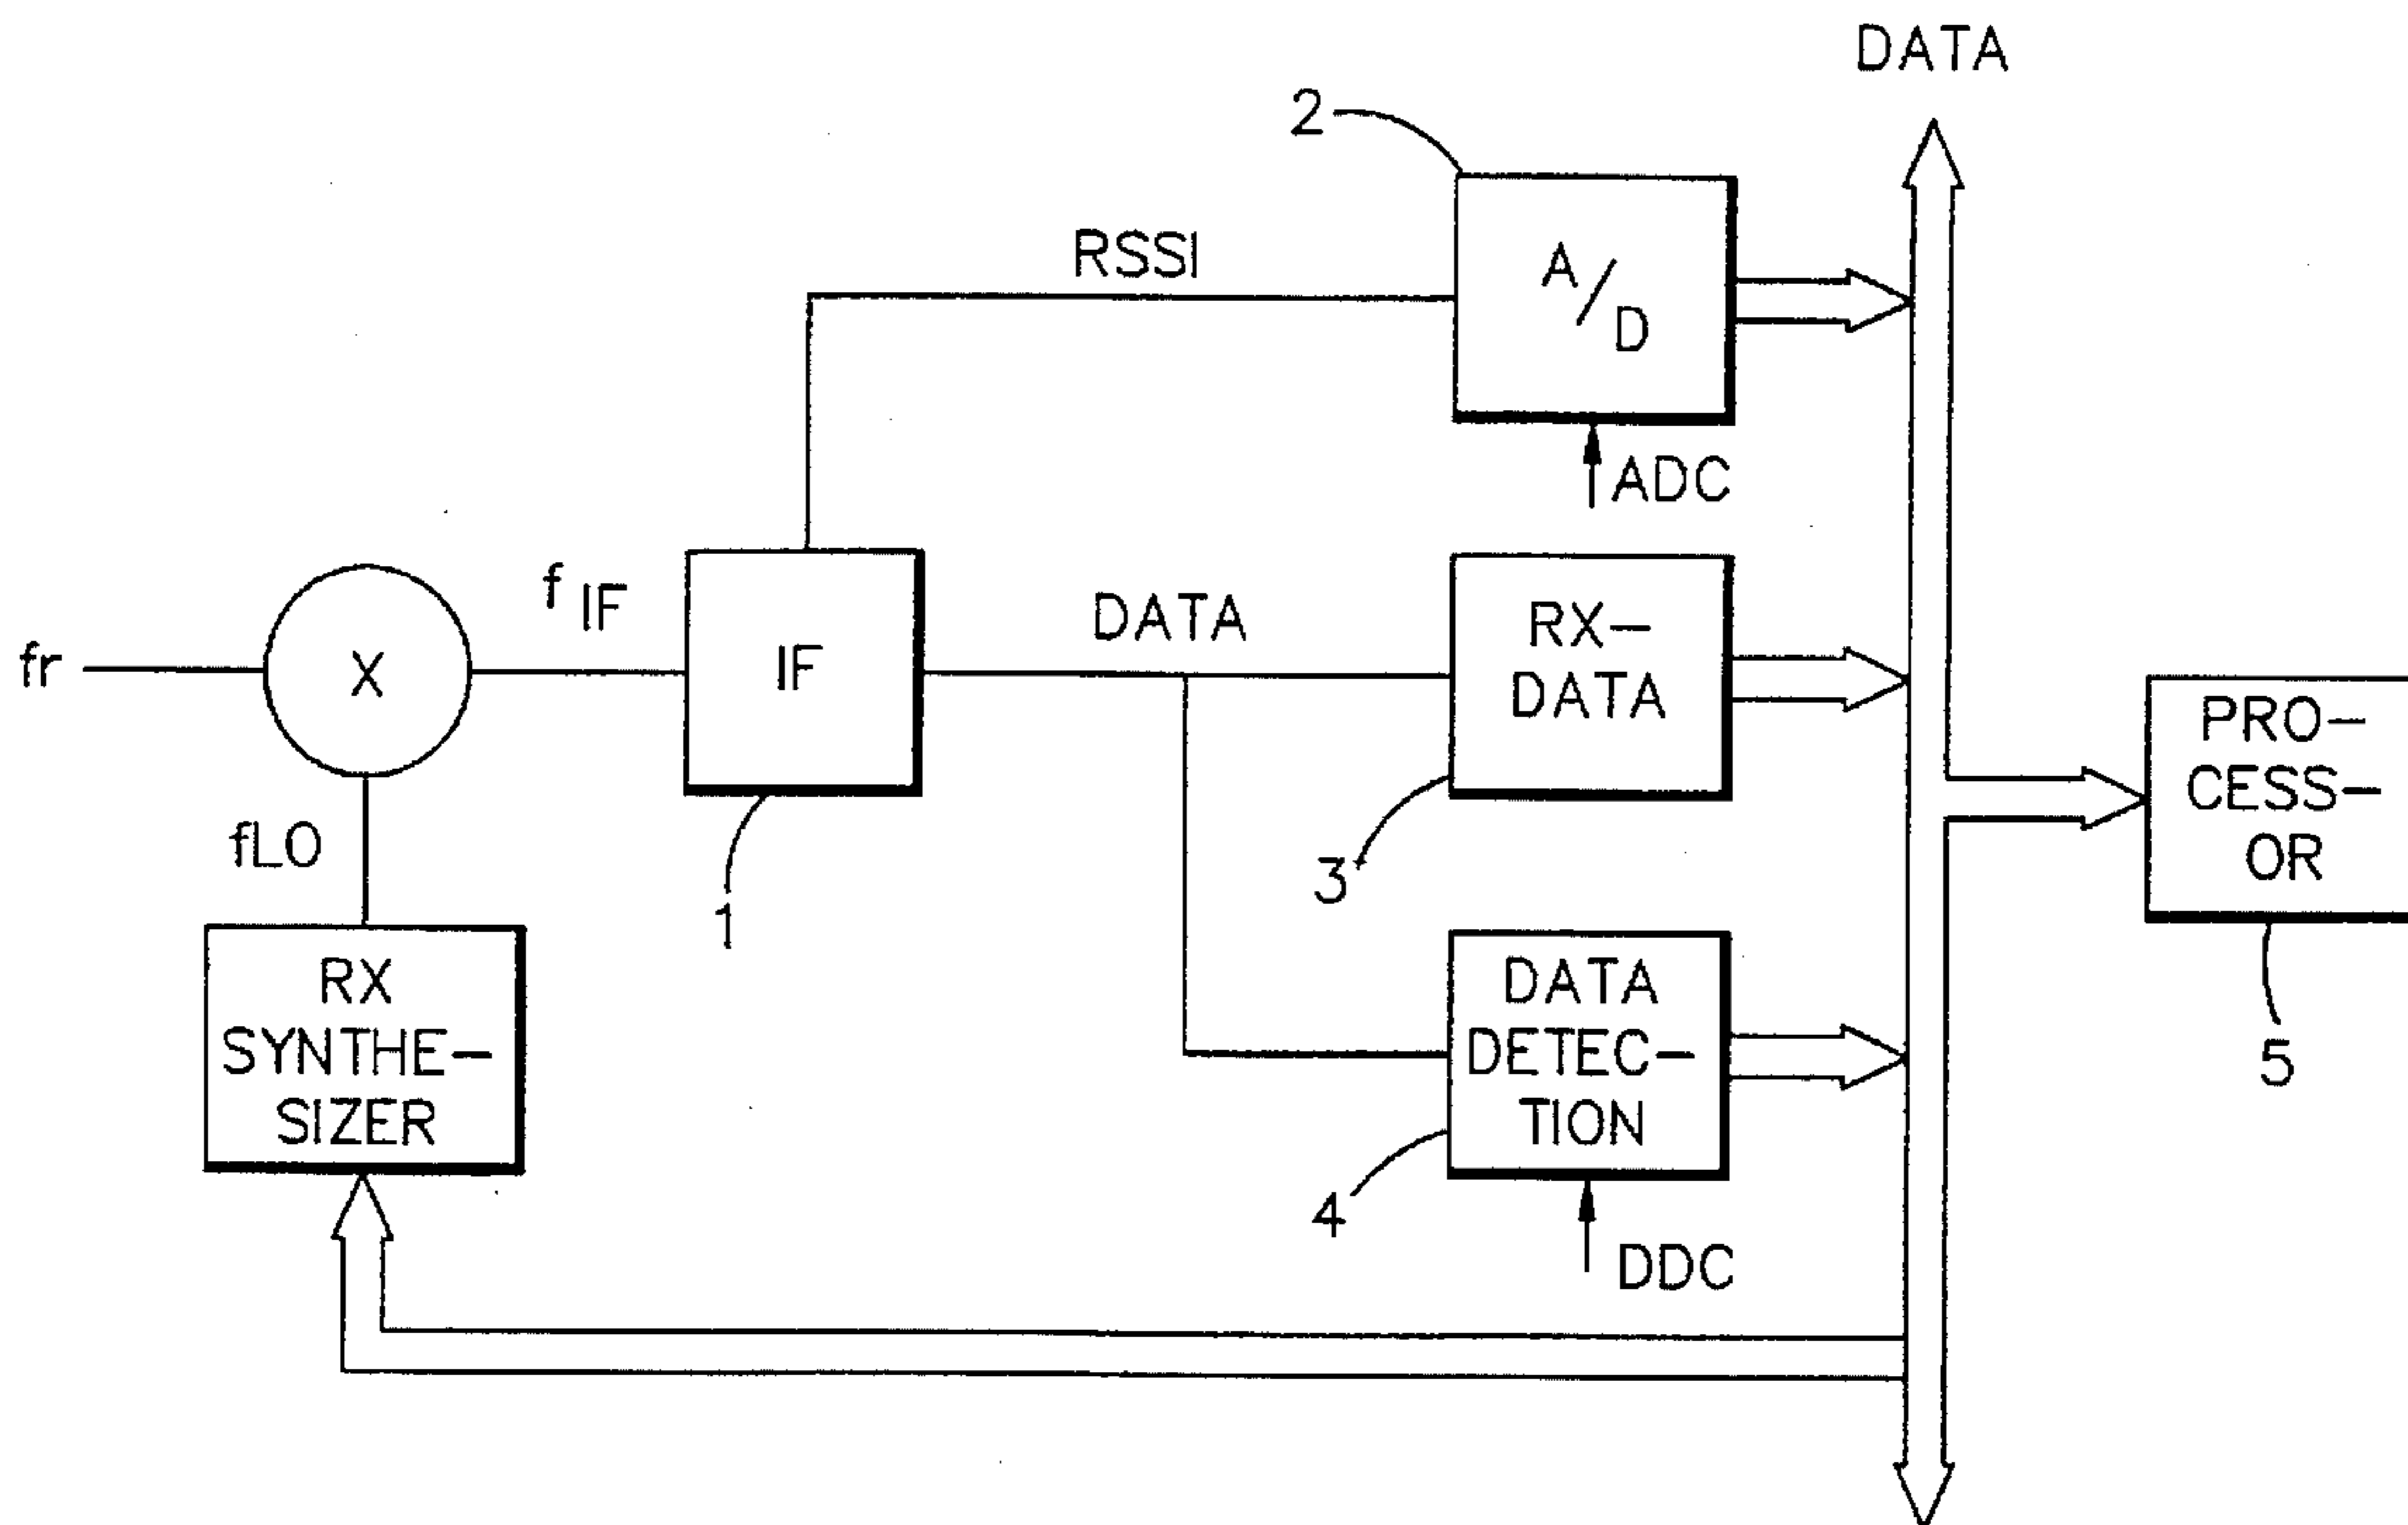 DATA
2
RSSI
A/D
ADC
fr
X
f IF
IF
DATA
RX-
DATA
PRO-
CESS-
OR
fLO
1
3
RX
SYNTHE-
SIZER
DATA
DETEC-
TION
4
DDC
5